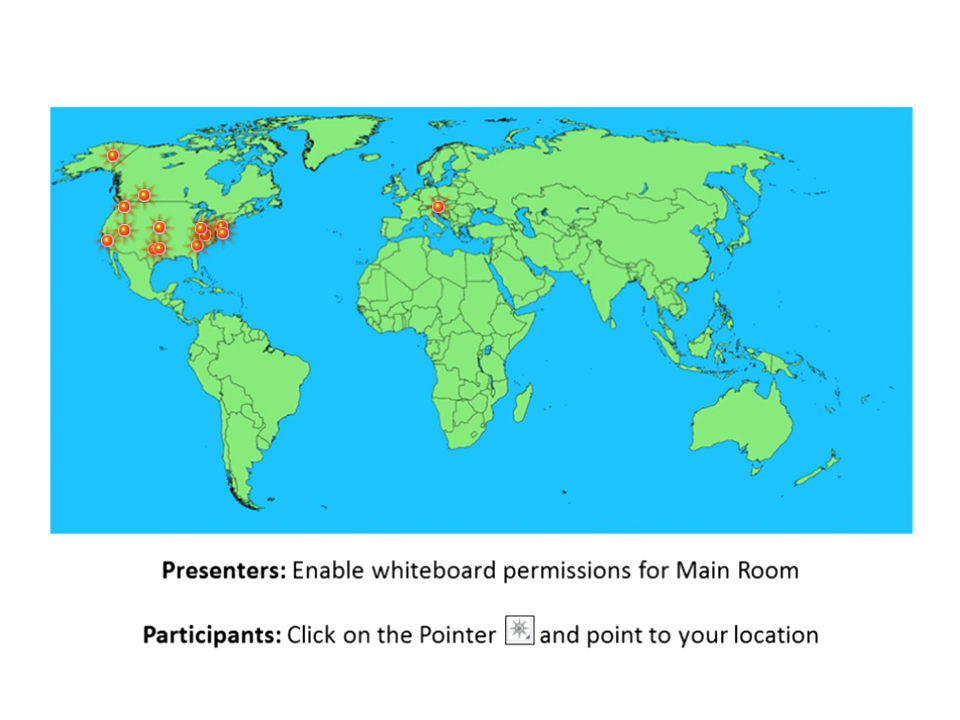 Presenters: Enable whiteboard permissions for Main Room
Participants: Click on the Pointer and point to your location